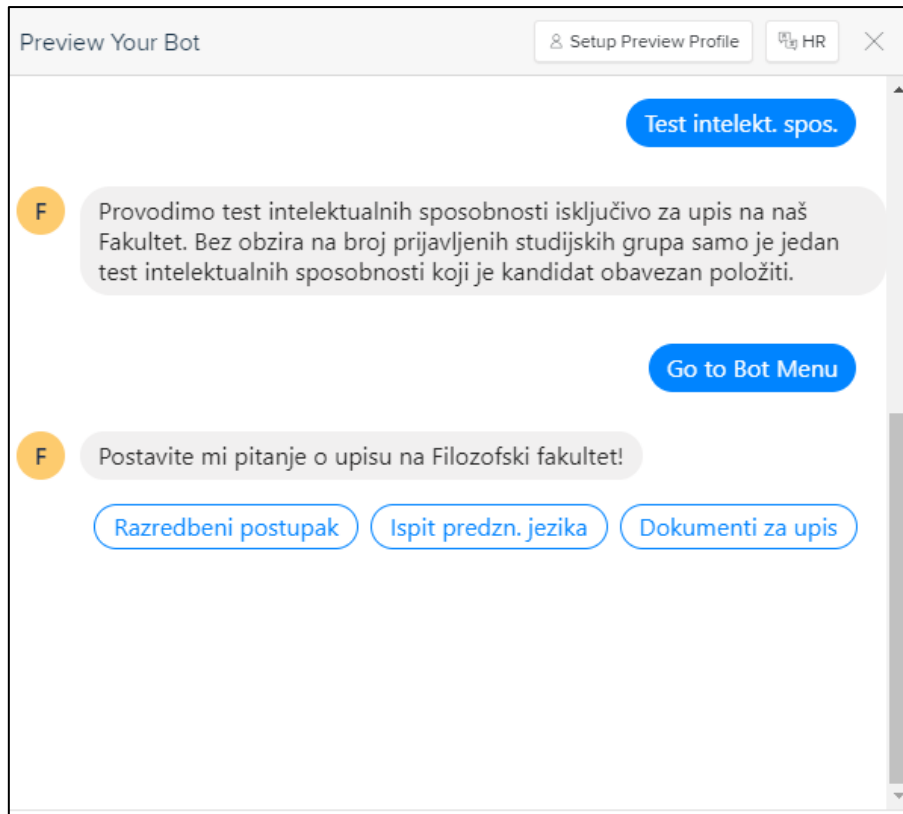 Preview Your Bot
Setup Preview Profile
HR
Test intelekt. spos.
F
Provodimo test intelektualnih sposobnosti isključivo za upis na naš
Fakultet. Bez obzira na broj prijavljenih studijskih grupa samo je jedan
test intelektualnih sposobnosti koji je kandidat obavezan položiti.
Go to Bot Menu
F
Postavite mi pitanje o upisu na Filozofski fakultet!
Razredbeni postupak
Ispit predzn. jezika
Dokumenti za upis